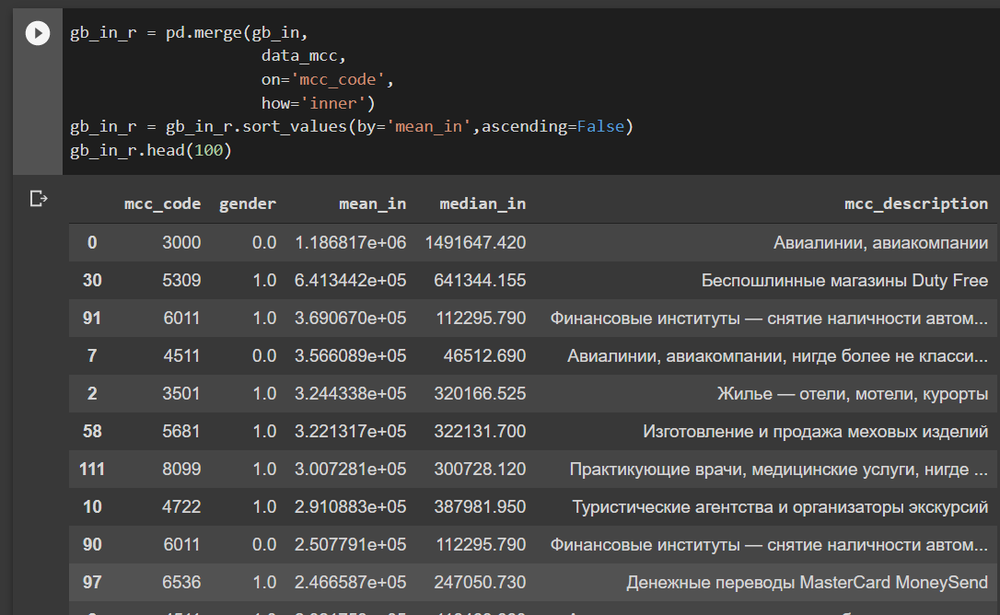 gb_in_r = pd.merge(gb_in,
data_mcc,
on='mcc_code',
how='inner')
gb_in_r = gb_in_r.sort_values(by='mean_in',ascending=False)
gb_in_r.head(100)
mcc_code gender mean_in median_in mcc_description
0 3000 0.0 1.186817e+06 1491647.420 Авиалинии, авиакомпании
30 5309 1.0 6.413442e+05 641344.155 Беспошлинные магазины Duty Free
91 6011 1.0 3.690670e+05 112295.790 Финансовые институты — снятие наличности автом...
7 4511 0.0 3.566089e+05 46512.690 Авиалинии, авиакомпании, нигде более не класси...
2 3501 1.0 3.244338e+05 320166.525 Жилье — отели, мотели, курорты
58 5681 1.0 3.221317e+05 322131.700 Изготовление и продажа меховых изделий
111 8099 1.0 3.007281e+05 300728.120 Практикующие врачи, медицинские услуги, нигде ...
10 4722 1.0 2.910883e+05 387981.950 Туристические агентства и организаторы экскурсий
90 6011 0.0 2.507791e+05 112295.790 Финансовые институты — снятие наличности автом...
97 6536 1.0 2.466587e+05 247050.730 Денежные переводы MasterCard MoneySend